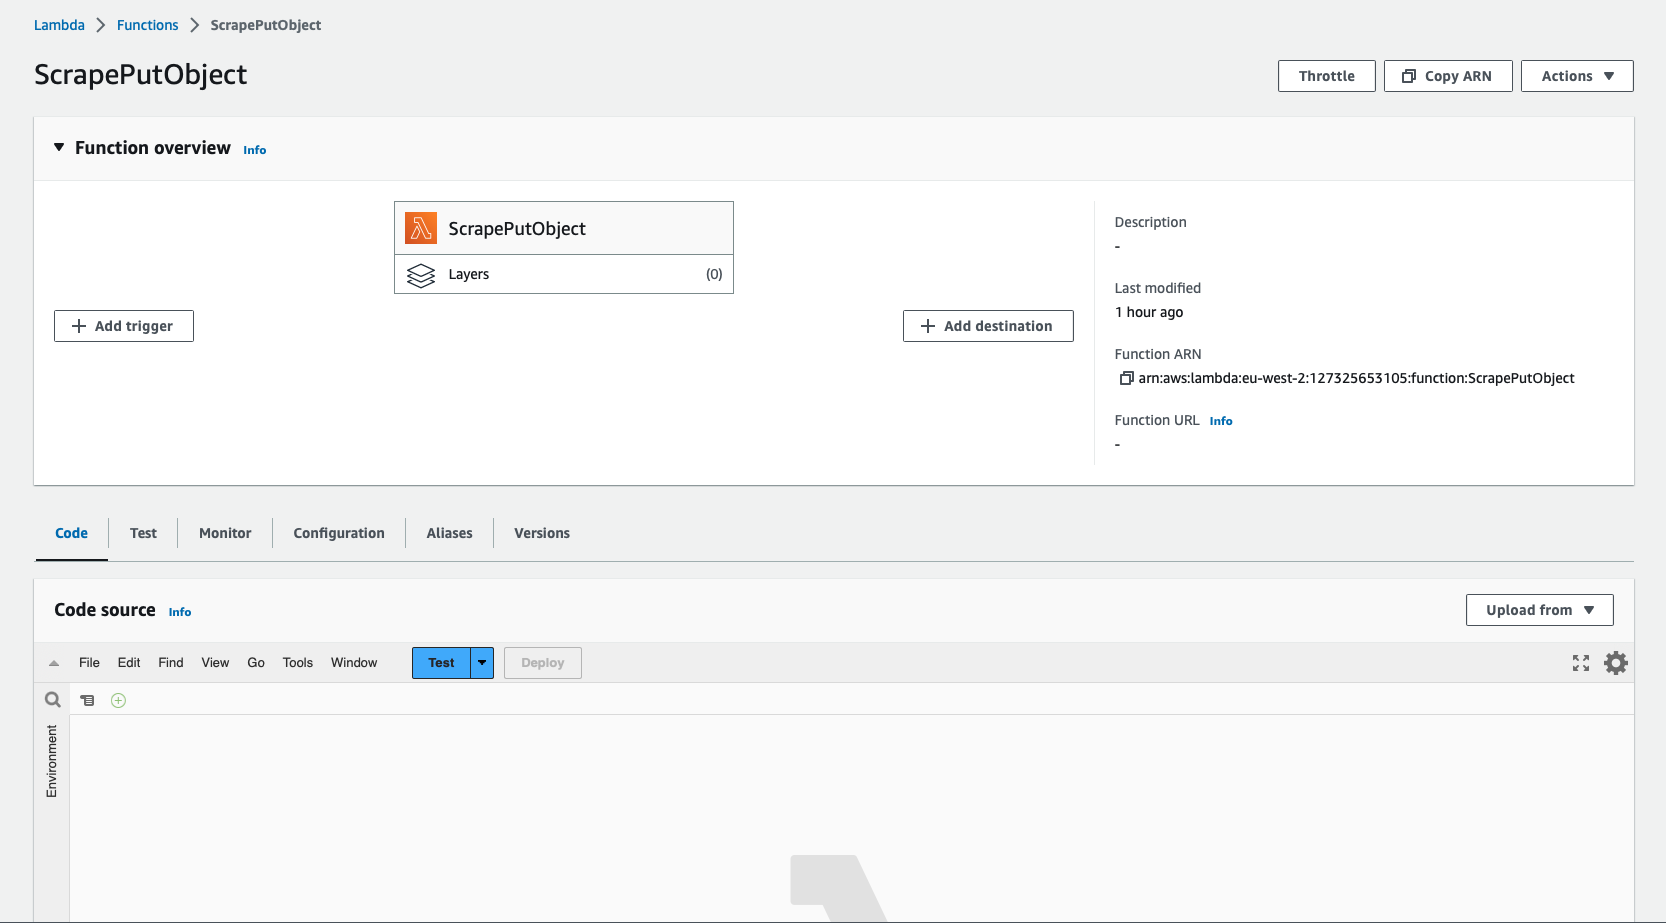 Lambda Functions ScrapePutObject
ScrapePutObject
Throttle Copy ARN Actions
Function overview Info
ScrapePutObject
Layers (0)
Add trigger
Add destination
Description
-
Last modified
1 hour ago
Function ARN
arn:aws:lambda:eu-west-2:127325653105:function:ScrapePutObject
Function URL Info
-
Code Test Monitor Configuration Aliases Versions
Code source Info
Upload from
File Edit Find View Go Tools Window Test Deploy
Environment